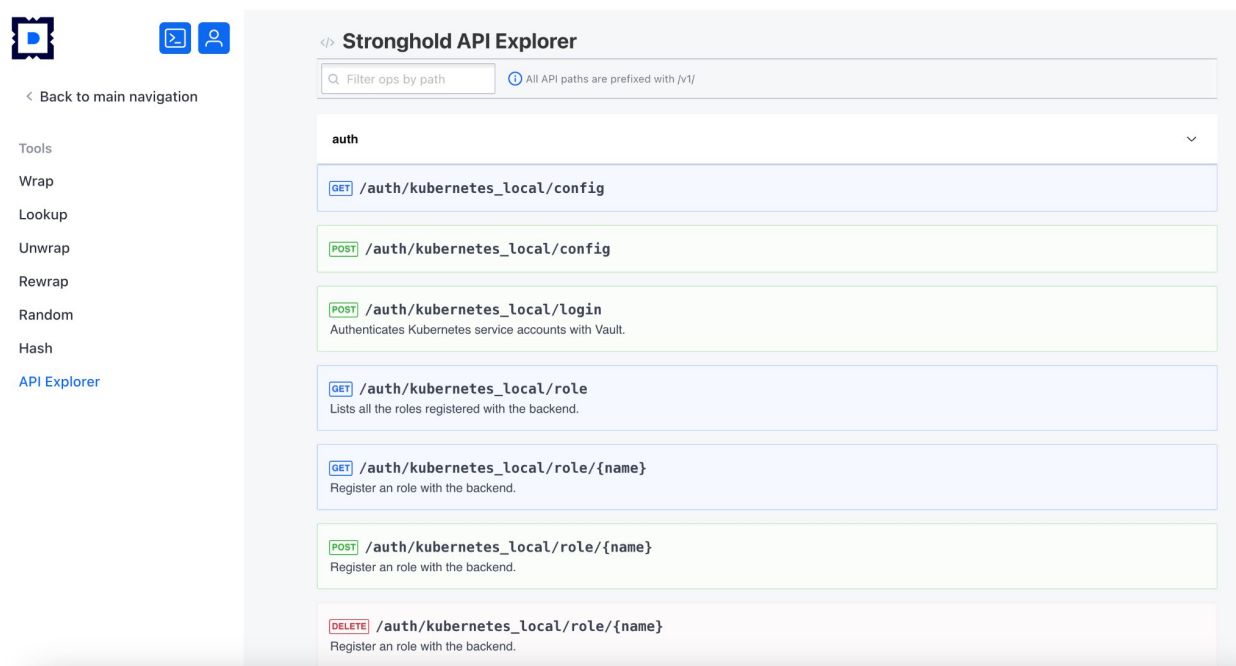 Back to main navigation
Tools
Wrap
Lookup
Unwrap
Rewrap
Random
Hash
API Explorer
</> Stronghold API Explorer
Filter ops by path
All API paths are prefixed with /v1/
auth
GET /auth/kubernetes_local/config
POST /auth/kubernetes_local/config
POST /auth/kubernetes_local/login
Authenticates Kubernetes service accounts with Vault.
GET /auth/kubernetes_local/role
Lists all the roles registered with the backend.
GET /auth/kubernetes_local/role/{name}
Register an role with the backend.
POST /auth/kubernetes_local/role/{name}
Register an role with the backend.
DELETE /auth/kubernetes_local/role/{name}
Register an role with the backend.